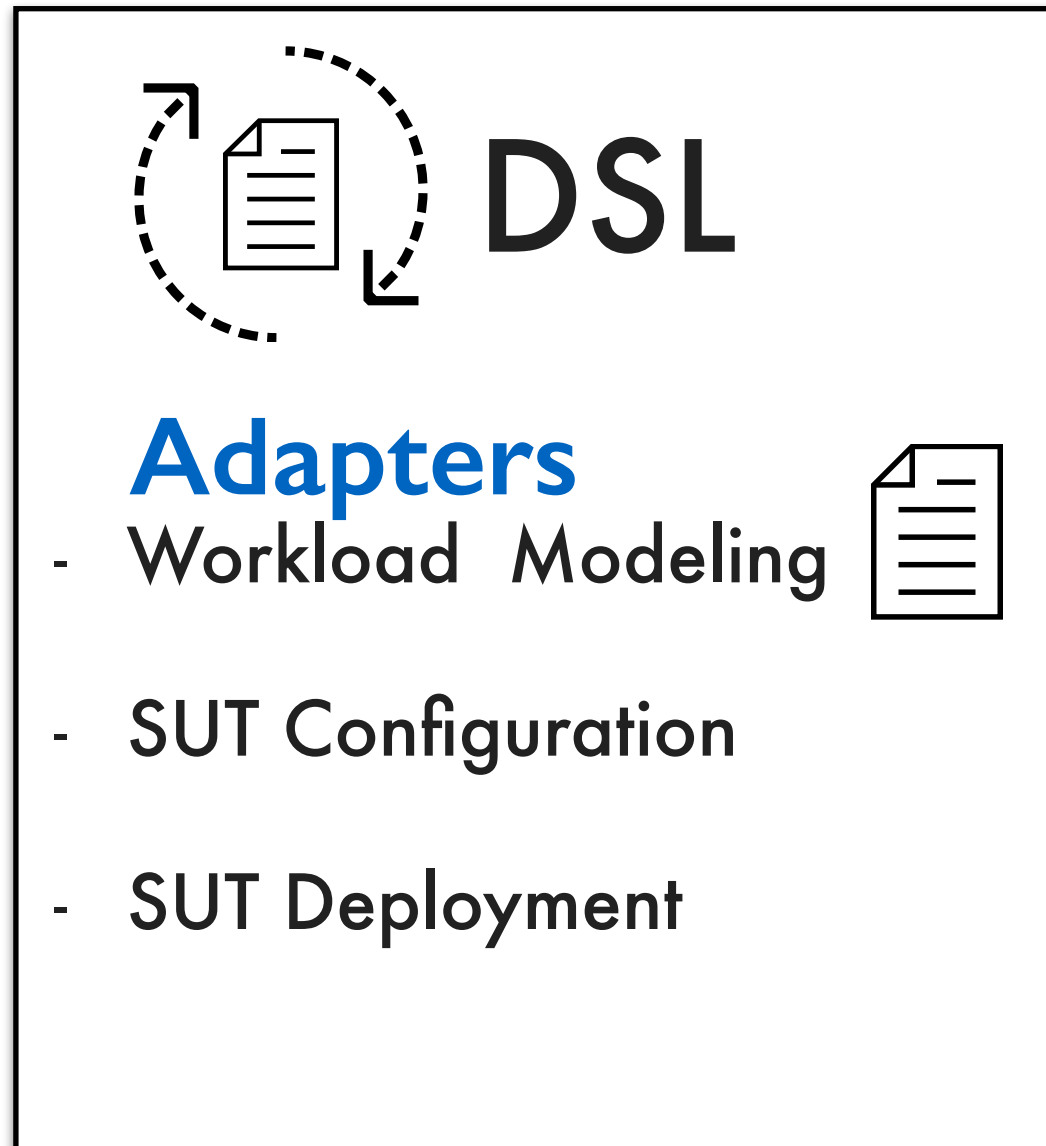 DSL
Adapters
- Workload Modeling
- SUT Configuration
- SUT Deployment